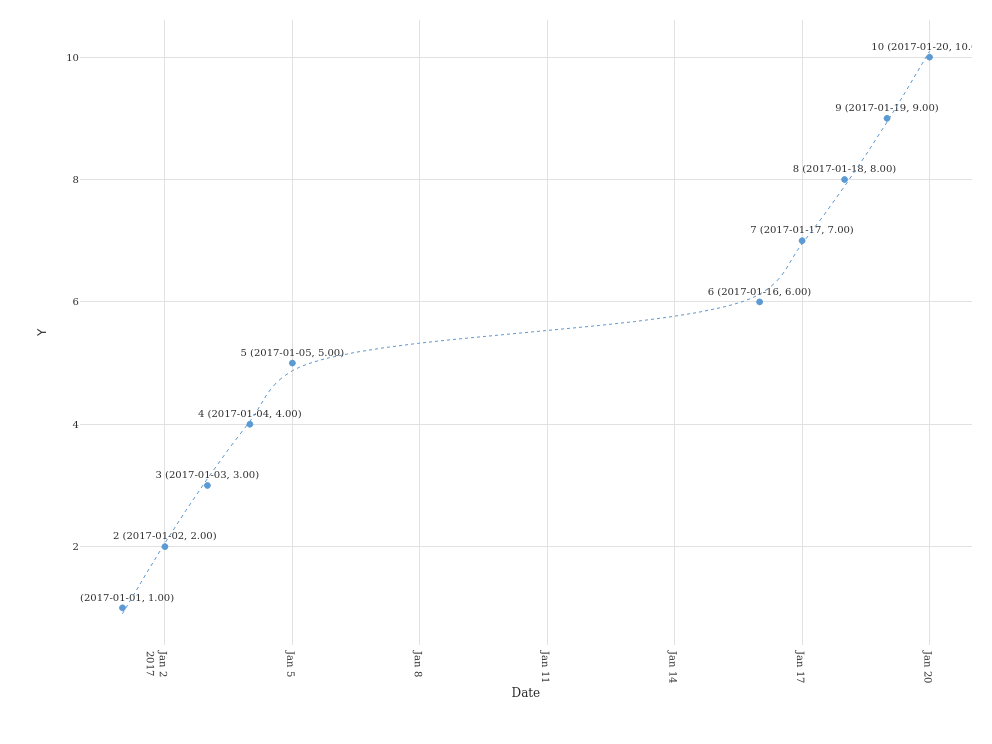 10 (2017-01-20, 10.
10
9 (2017-01-19, 9.00)
8 (2017-01-18, 8.00)
8
7 (2017-01-17, 7.00)
6 (2017-01-16, 6.00)
6
Y
5 (2017-01-05, 5.00)
4 (2017-01-04, 4.00)
4
3 (2017-01-03, 3.00)
2 (2017-01-02, 2.00)
2
(2017-01-01, 1.00)
Jan 2
2017
Jan 5
Jan 8
Jan 11
Jan 14
Jan 17
Jan 20
Date